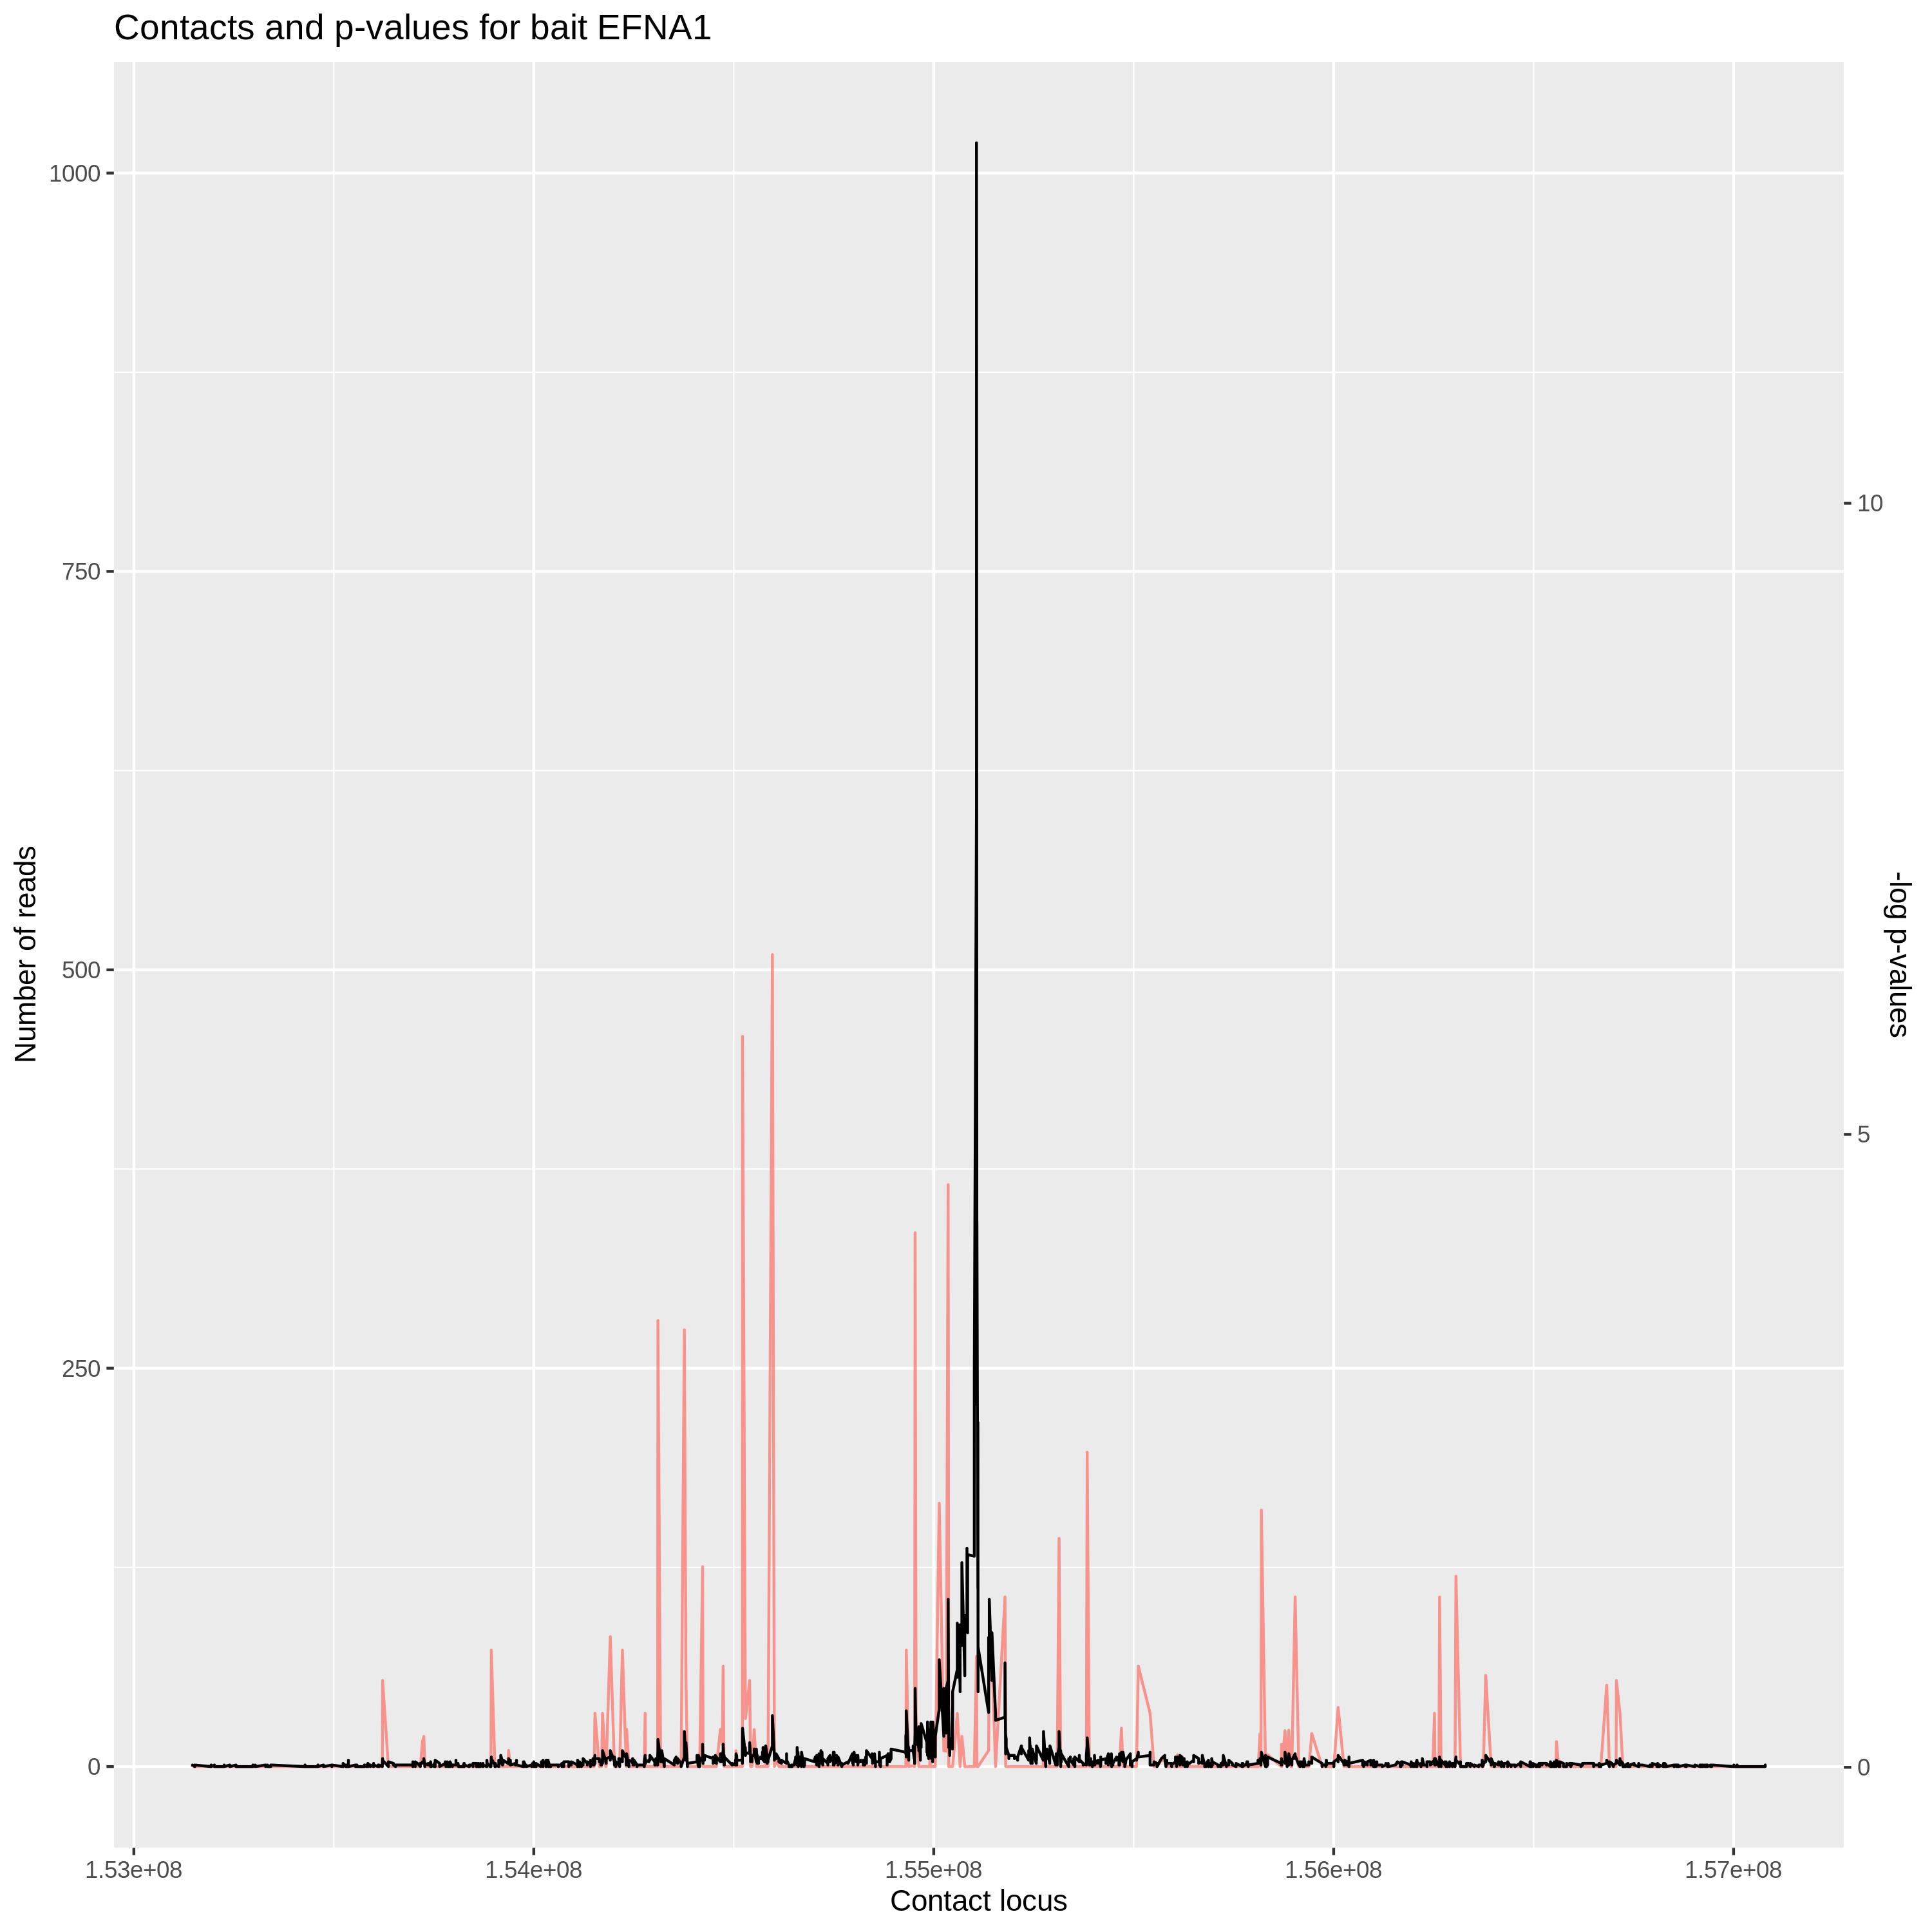 Contacts and p-values for bait EFNA1
1000
750
500
250
0
Number of reads
10
5
0
-log p-values
1.53e+08
1.54e+08
1.55e+08
1.56e+08
1.57e+08
Contact locus